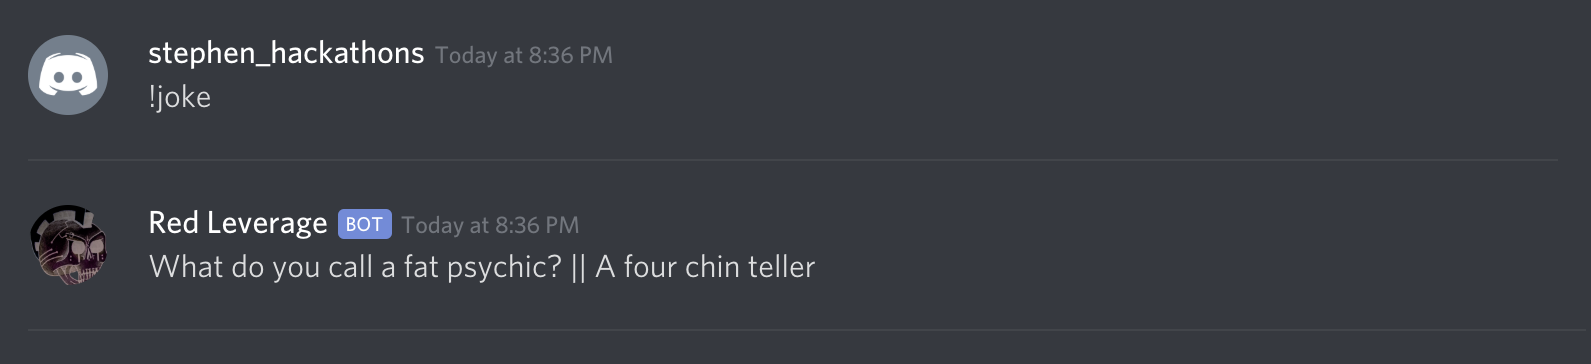 stephen_hackathons Today at 8:36 PM
!joke
Red Leverage BOT Today at 8:36 PM
What do you call a fat psychic? || A four chin teller